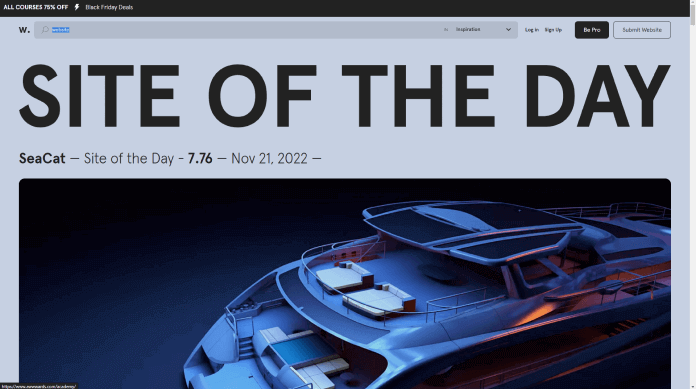 ALL COURSES 75% OFF ⚡ Black Friday Deals
w. websites in Inspiration Log in Sign Up Be Pro Submit Website
SITE OF THE DAY
SeaCat — Site of the Day - 7.76 — Nov 21, 2022 —
https://www.awwwards.com/academy/